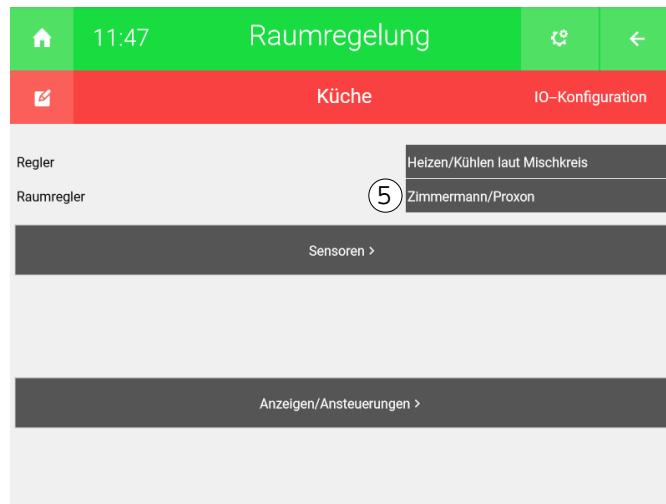 11:47 Raumregelung
Küche IO–Konfiguration
Regler Heizen/Kühlen laut Mischkreis
Raumregler 5 Zimmermann/Proxon
Sensoren >
Anzeigen/Ansteuerungen >